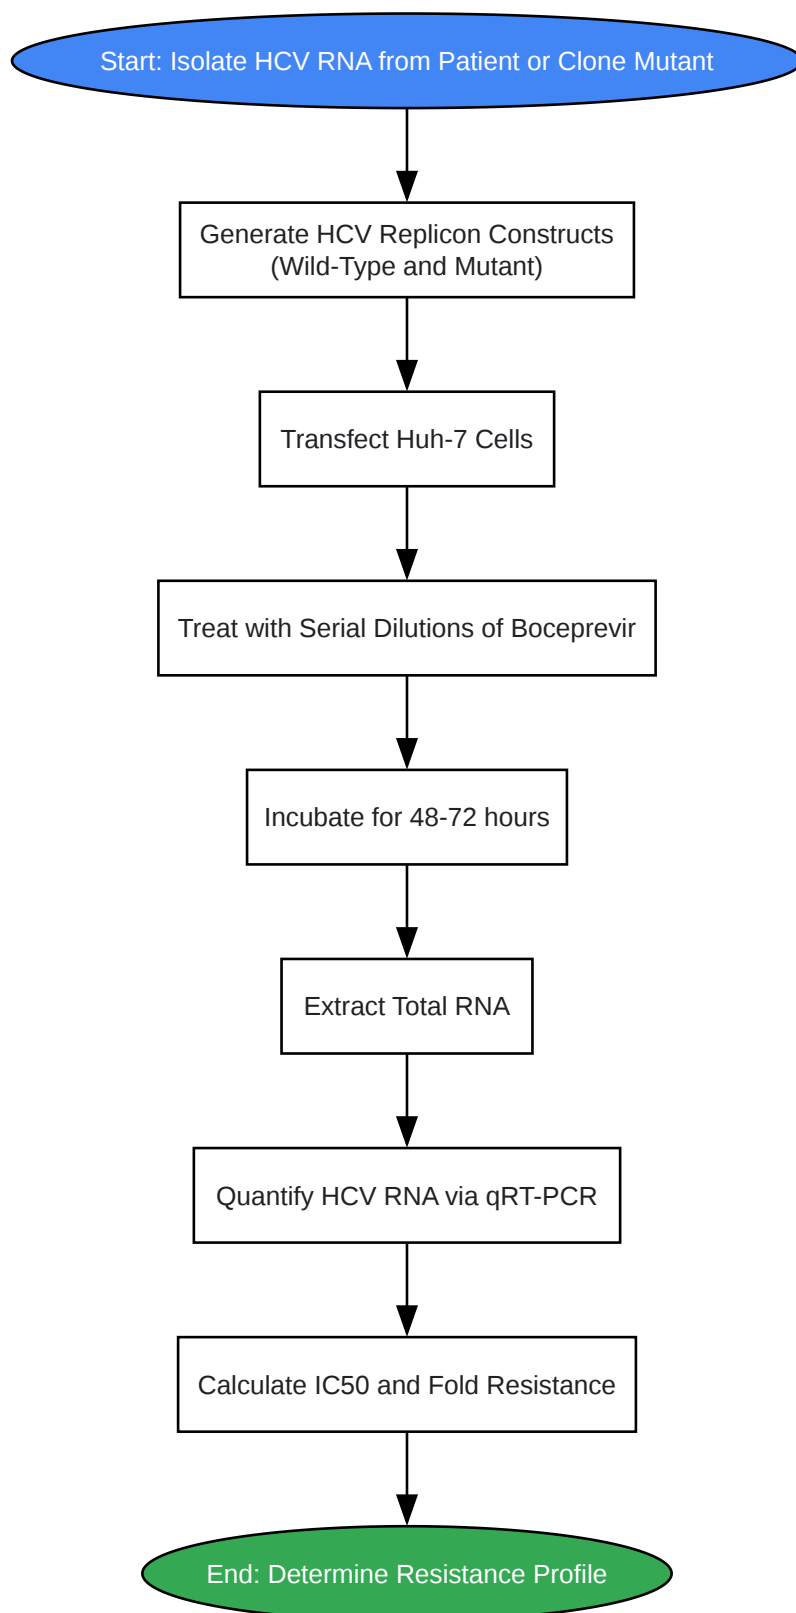 Start: Isolate HCV RNA from Patient or Clone Mutant
Generate HCV Replicon Constructs
(Wild-Type and Mutant)
Transfect Huh-7 Cells
Treat with Serial Dilutions of Boceprevir
Incubate for 48-72 hours
Extract Total RNA
Quantify HCV RNA via qRT-PCR
Calculate IC50 and Fold Resistance
End: Determine Resistance Profile